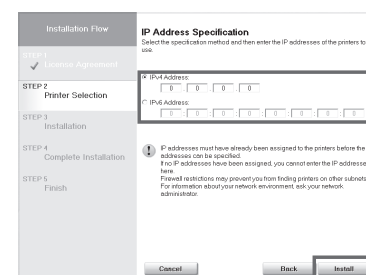 Installation Flow
STEP 1
License Agreement
STEP 2
Printer Selection
STEP 3
Installation
STEP 4
Complete Installation
STEP 5
Finish
IP Address Specification
Select the specification method and then enter the IP addresses of the printers to
use.
IPv4 Address:
0 . 0 . 0 . 0
IPv6 Address:
0 : 0 : 0 : 0 : 0 : 0 : 0 : 0
IP addresses must have already been assigned to the printers before the
addresses can be specified.
If no IP addresses have been assigned, you cannot enter the IP addresse
here.
Firewall restrictions may prevent you from finding printers on other subnets
For information about your network environment, ask your network
administrator.
Cancel
Back
Install